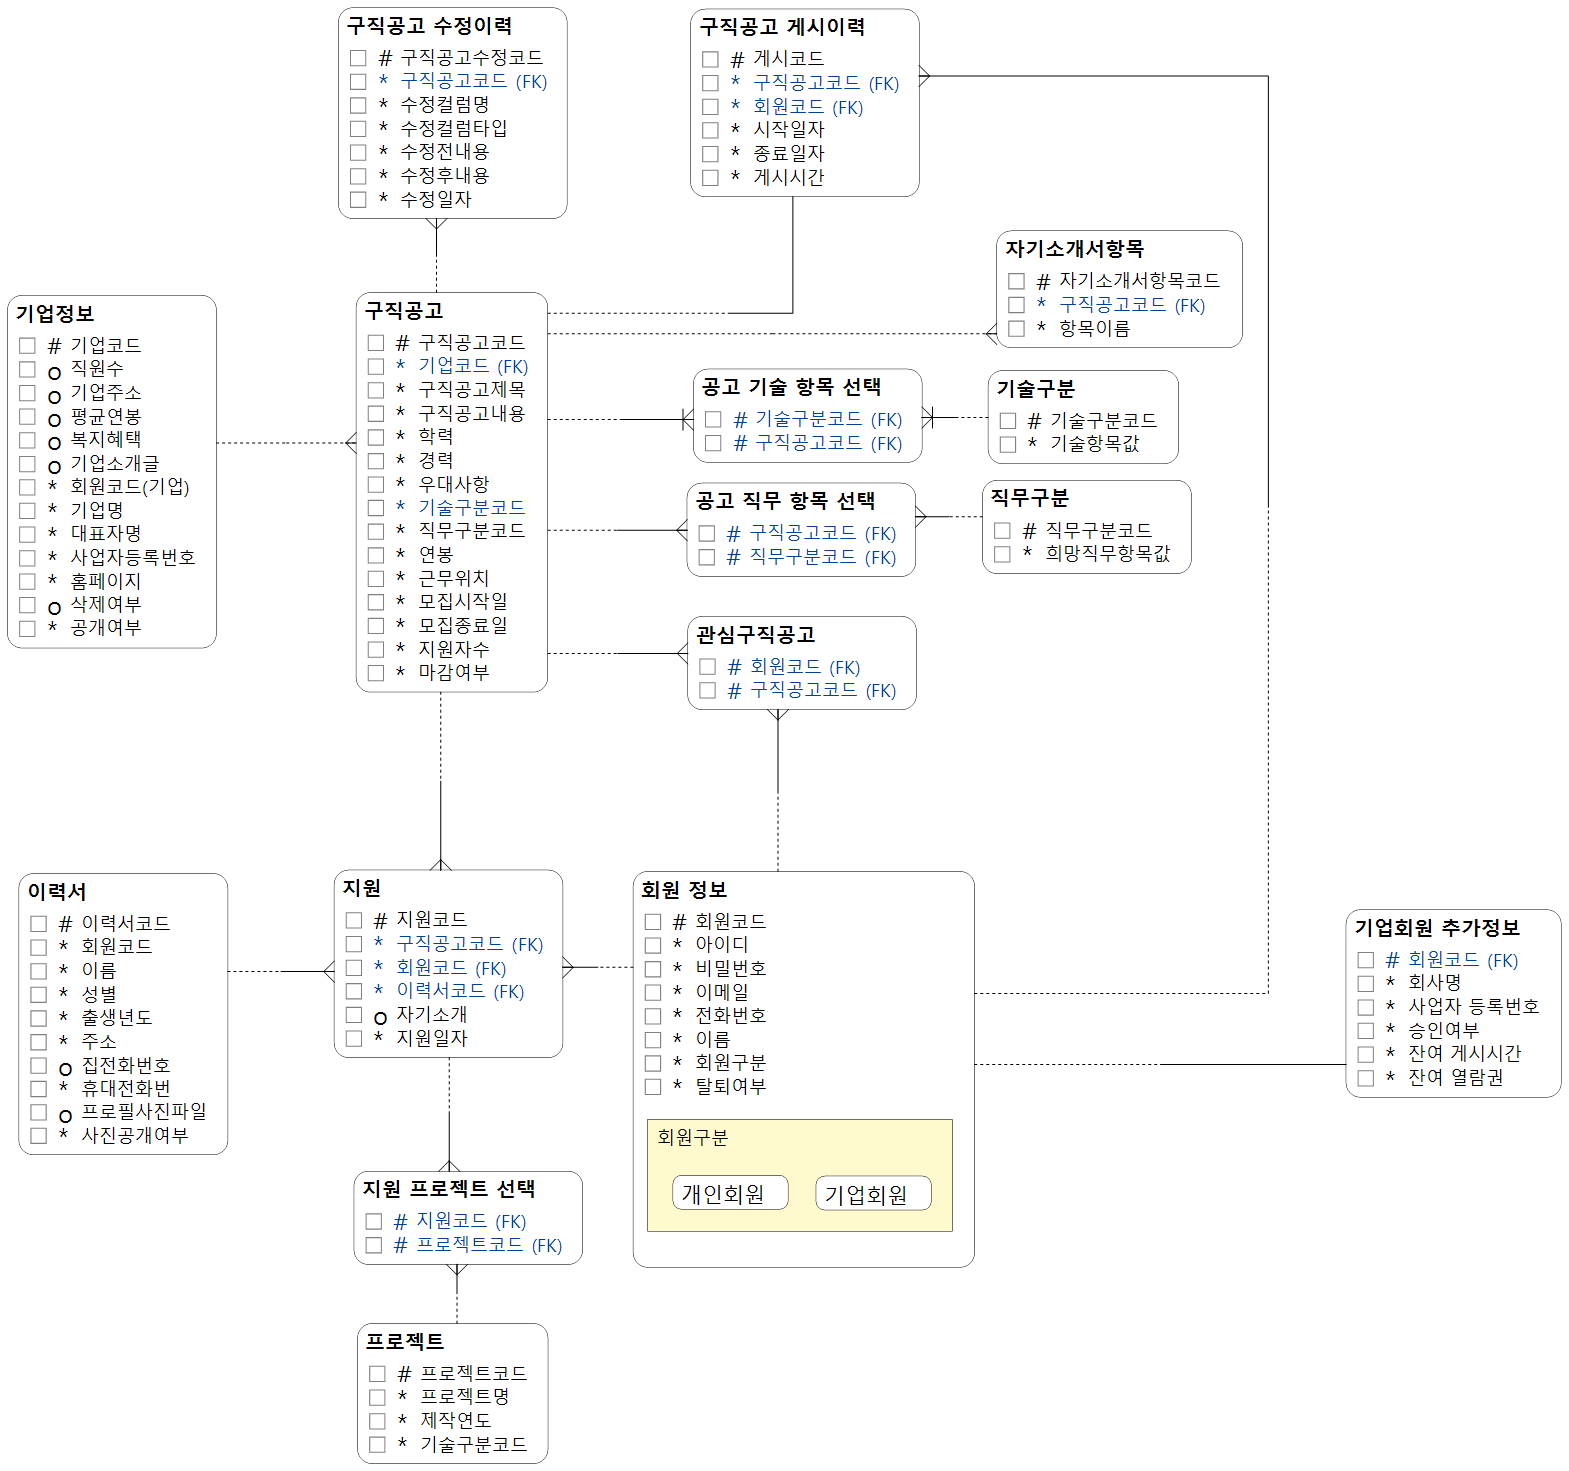 구직공고 수정이력
# 구직공고수정코드
* 구직공고코드 (FK)
* 수정컬럼명
* 수정컬럼타입
* 수정전내용
* 수정후내용
* 수정일자
구직공고 게시이력
# 게시코드
* 구직공고코드 (FK)
* 회원코드 (FK)
* 시작일자
* 종료일자
* 게시시간
자기소개서항목
# 자기소개서항목코드
* 구직공고코드 (FK)
* 항목이름
기업정보
# 기업코드
o 직원수
o 기업주소
o 평균연봉
o 복지혜택
o 기업소개글
* 회원코드(기업)
* 기업명
* 대표자명
* 사업자등록번호
* 홈페이지
o 삭제여부
* 공개여부
구직공고
# 구직공고코드
* 기업코드 (FK)
* 구직공고제목
* 구직공고내용
* 학력
* 경력
* 우대사항
* 기술구분코드
* 직무구분코드
* 연봉
* 근무위치
* 모집시작일
* 모집종료일
* 지원자수
* 마감여부
공고 기술 항목 선택
# 기술구분코드 (FK)
# 구직공고코드 (FK)
기술구분
# 기술구분코드
* 기술항목값
공고 직무 항목 선택
# 구직공고코드 (FK)
# 직무구분코드 (FK)
직무구분
# 직무구분코드
* 희망직무항목값
관심구직공고
# 회원코드 (FK)
# 구직공고코드 (FK)
이력서
# 이력서코드
* 회원코드
* 이름
* 성별
* 출생년도
* 주소
o 집전화번호
* 휴대전화번
o 프로필사진파일
* 사진공개여부
지원
# 지원코드
* 구직공고코드 (FK)
* 회원코드 (FK)
* 이력서코드 (FK)
o 자기소개
* 지원일자
회원 정보
# 회원코드
* 아이디
* 비밀번호
* 이메일
* 전화번호
* 이름
* 회원구분
* 탈퇴여부
회원구분
개인회원
기업회원
기업회원 추가정보
# 회원코드 (FK)
* 회사명
* 사업자 등록번호
* 승인여부
* 잔여 게시시간
* 잔여 열람권
지원 프로젝트 선택
# 지원코드 (FK)
# 프로젝트코드 (FK)
프로젝트
# 프로젝트코드
* 프로젝트명
* 제작연도
* 기술구분코드